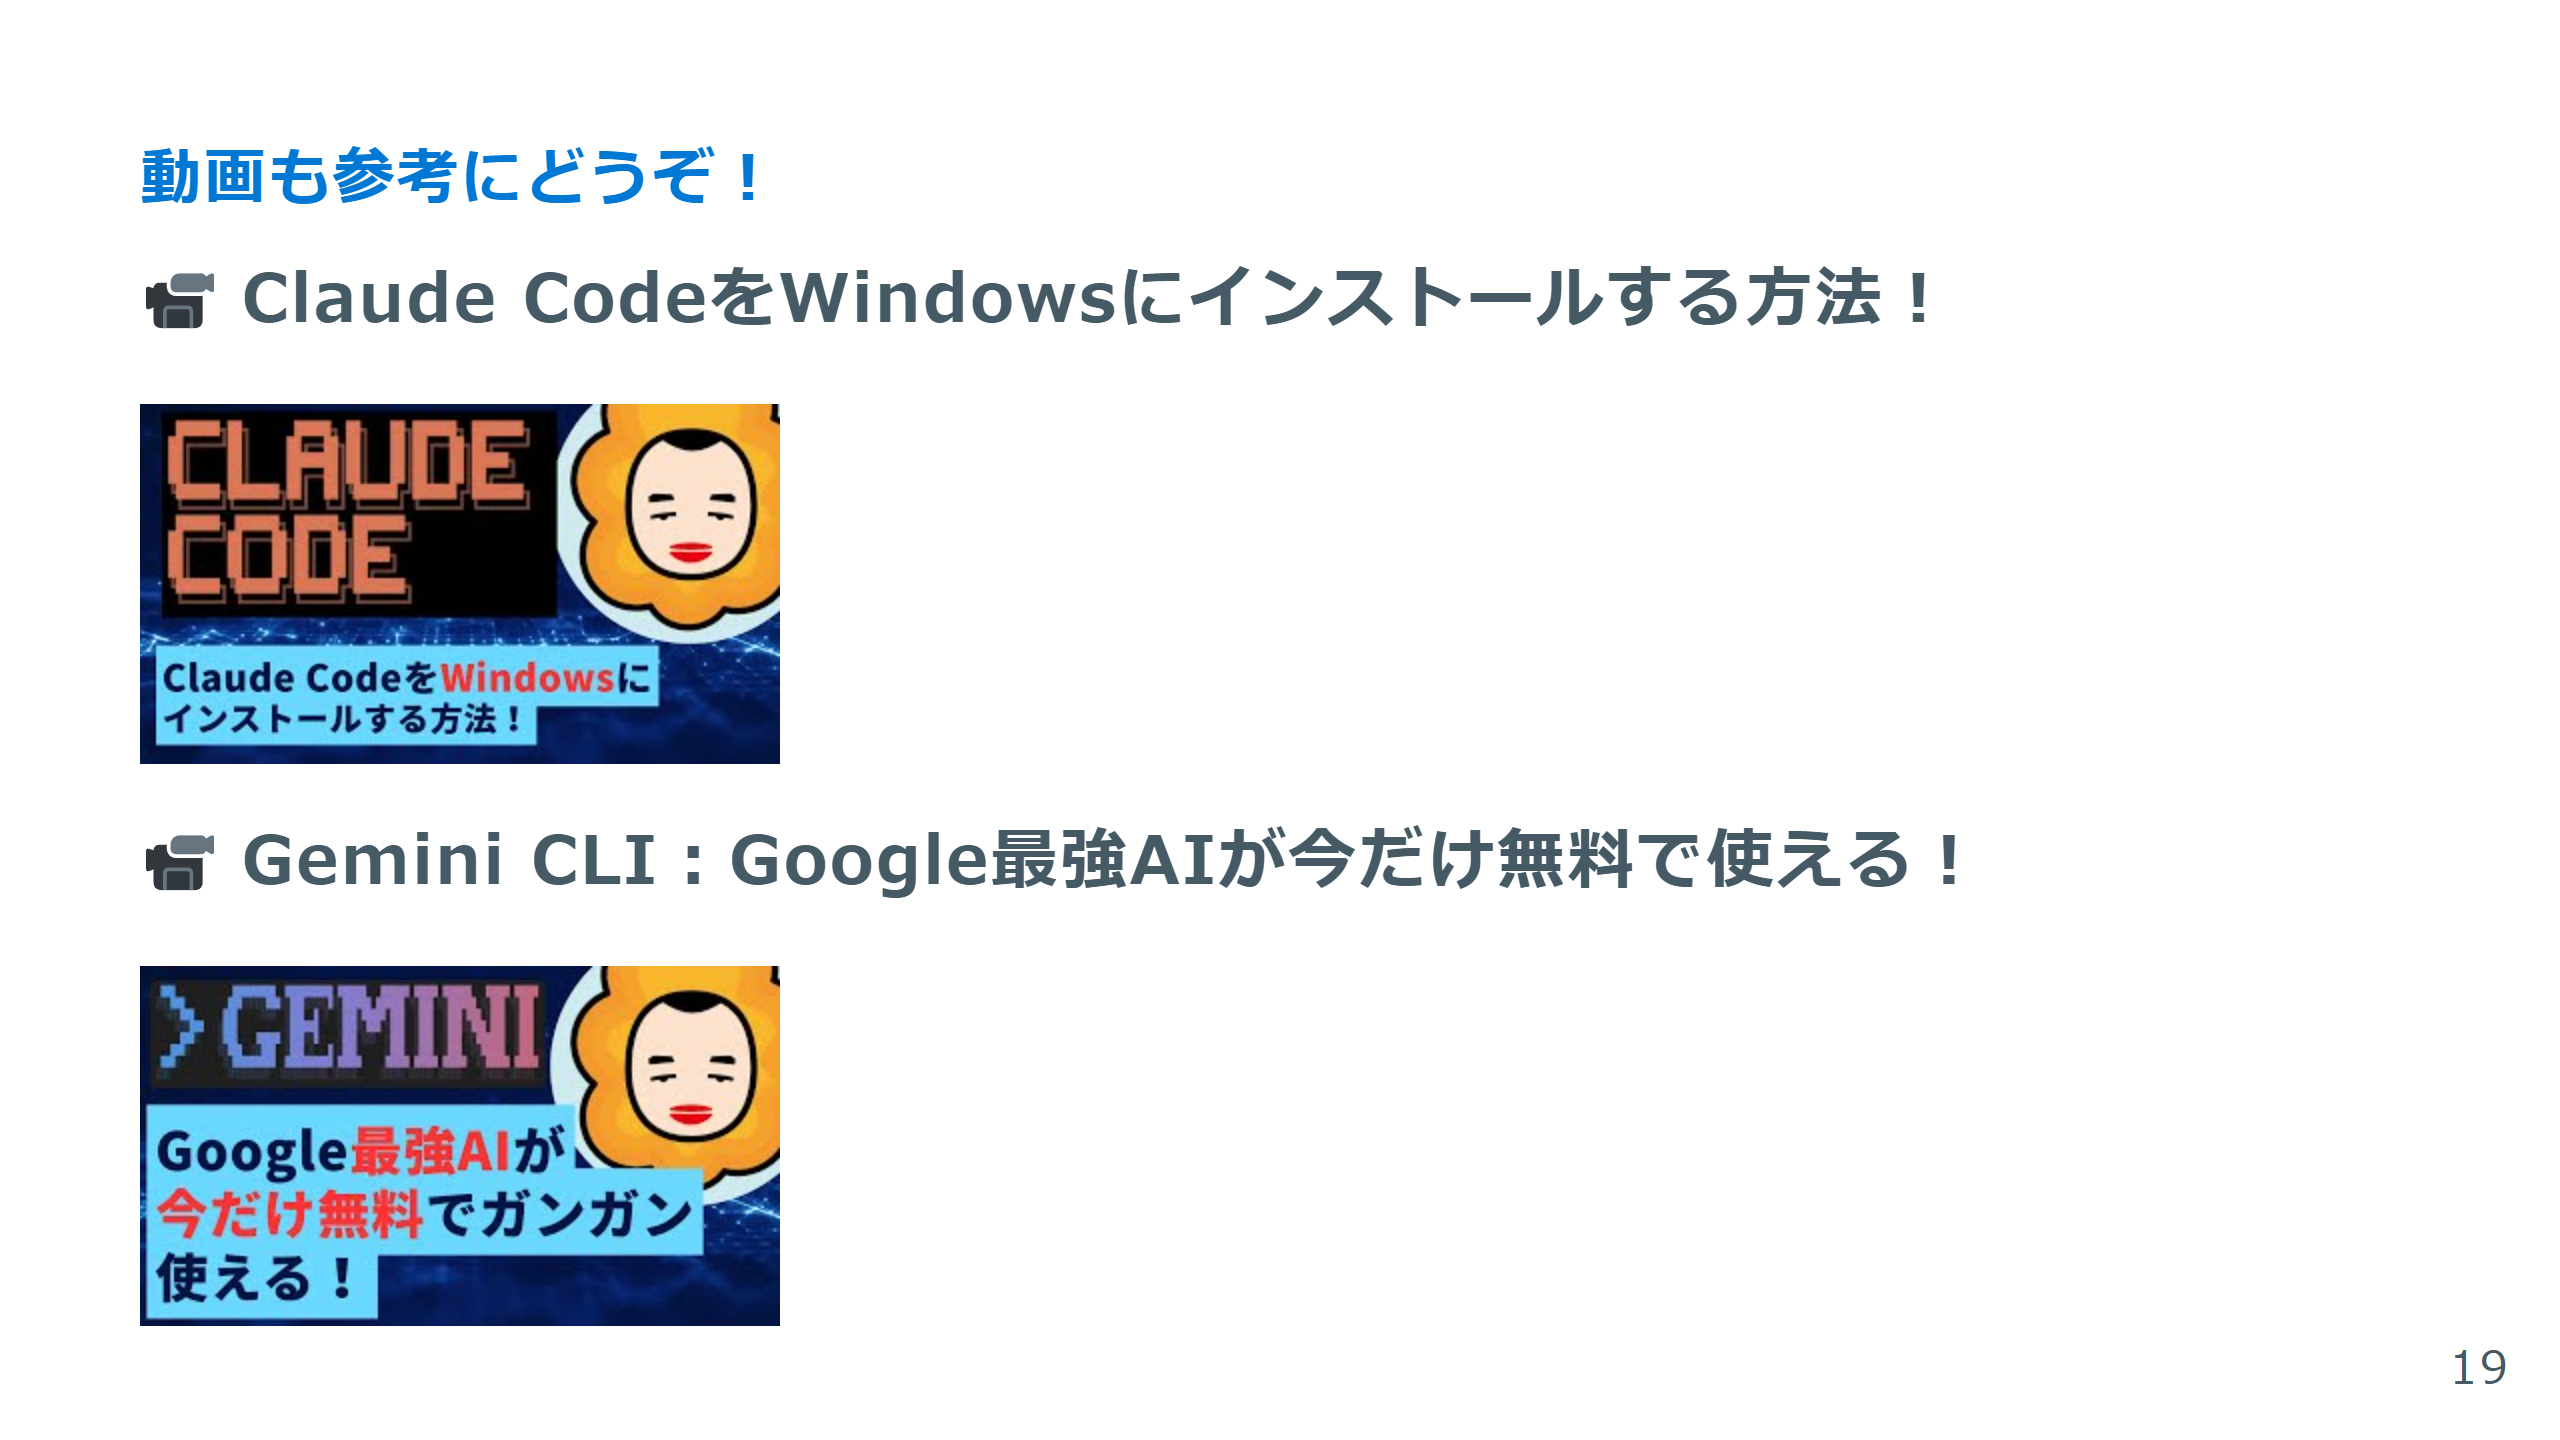 動画も参考にどうぞ！
Claude CodeをWindowsにインストールする方法！
CLAUDE
CODE
Claude CodeをWindowsに
インストールする方法！
Gemini CLI：Google最強AIが今だけ無料で使える！
>GEMINI
Google最強AIが
今だけ無料でガンガン
使える！
19